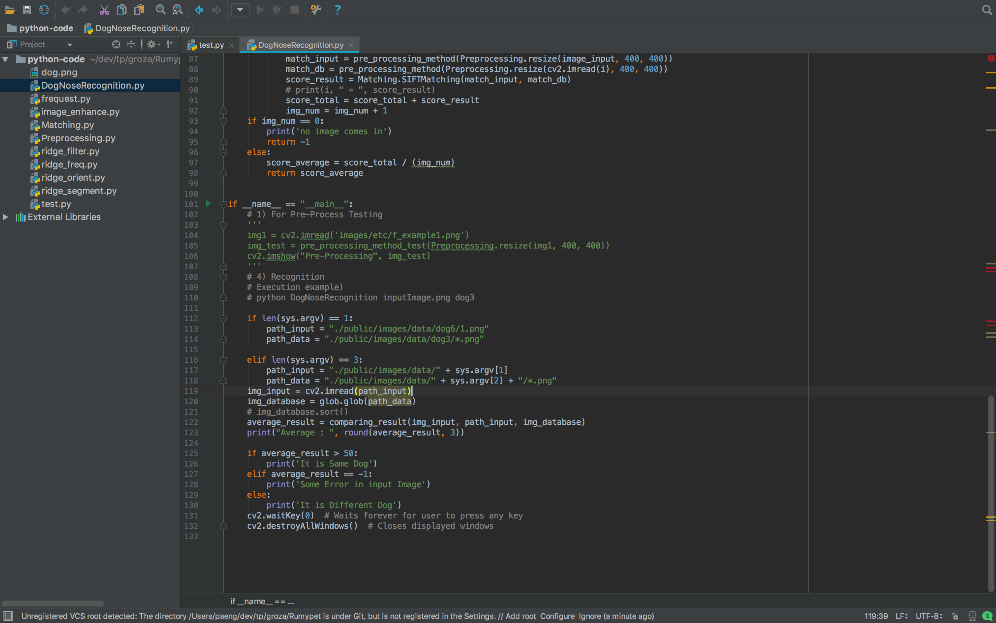 python-code DogNoseRecognition.py
Project
test.py DogNoseRecognition.py
python-code ~/dev/tp/groza/Rumyp
dog.png
DogNoseRecognition.py
frequest.py
image_enhance.py
Matching.py
Preprocessing.py
ridge_filter.py
ridge_freq.py
ridge_orient.py
ridge_segment.py
test.py
External Libraries
87 match_input = pre_processing_method(Preprocessing.resize(image_input, 400, 400))
88 match_db = pre_processing_method(Preprocessing.resize(cv2.imread(i), 400, 400))
89 score_result = Matching.SIFTMatching(match_input, match_db)
90 # print(i, " = ", score_result)
91 score_total = score_total + score_result
92 img_num = img_num + 1
93 if img_num == 0:
94 print('no image comes in')
95 return -1
96 else:
97 score_average = score_total / (img_num)
98 return score_average
99
100
101 if __name__ == "__main__":
102 # 1) For Pre-Process Testing
103 '''
104 img1 = cv2.imread('images/etc/f_example1.png')
105 img_test = pre_processing_method_test(Preprocessing.resize(img1, 400, 400))
106 cv2.imshow("Pre-Processing", img_test)
107 '''
108 # 4) Recognition
109 # Execution example)
110 # python DogNoseRecognition inputImage.png dog3
111
112 if len(sys.argv) == 1:
113 path_input = "./public/images/data/dog6/1.png"
114 path_data = "./public/images/data/dog3/*.png"
115
116 elif len(sys.argv) == 3:
117 path_input = "./public/images/data/" + sys.argv[1]
118 path_data = "./public/images/data/" + sys.argv[2] + "/*.png"
119 img_input = cv2.imread(path_input)
120 img_database = glob.glob(path_data)
121 # img_database.sort()
122 average_result = comparing_result(img_input, path_input, img_database)
123 print("Average : ", round(average_result, 3))
124
125 if average_result > 50:
126 print('It is Same Dog')
127 elif average_result == -1:
128 print('Some Error in input Image')
129 else:
130 print('It is Different Dog')
131 cv2.waitKey(0) # Waits forever for user to press any key
132 cv2.destroyAllWindows() # Closes displayed windows
133
if __name__ == ...
Unregistered VCS root detected: The directory /Users/paeng/dev/tp/groza/Rumypet is under Git, but is not registered in the Settings. // Add root Configure Ignore (a minute ago) 119:39 LF UTF-8 1